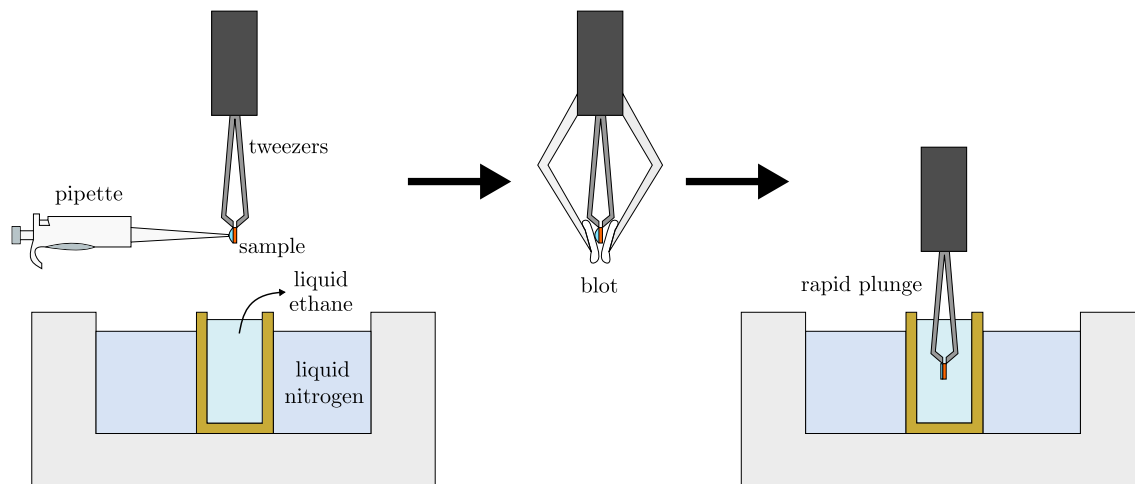 tweezers
pipette
sample
liquid
ethane
liquid
nitrogen
blot
rapid plunge